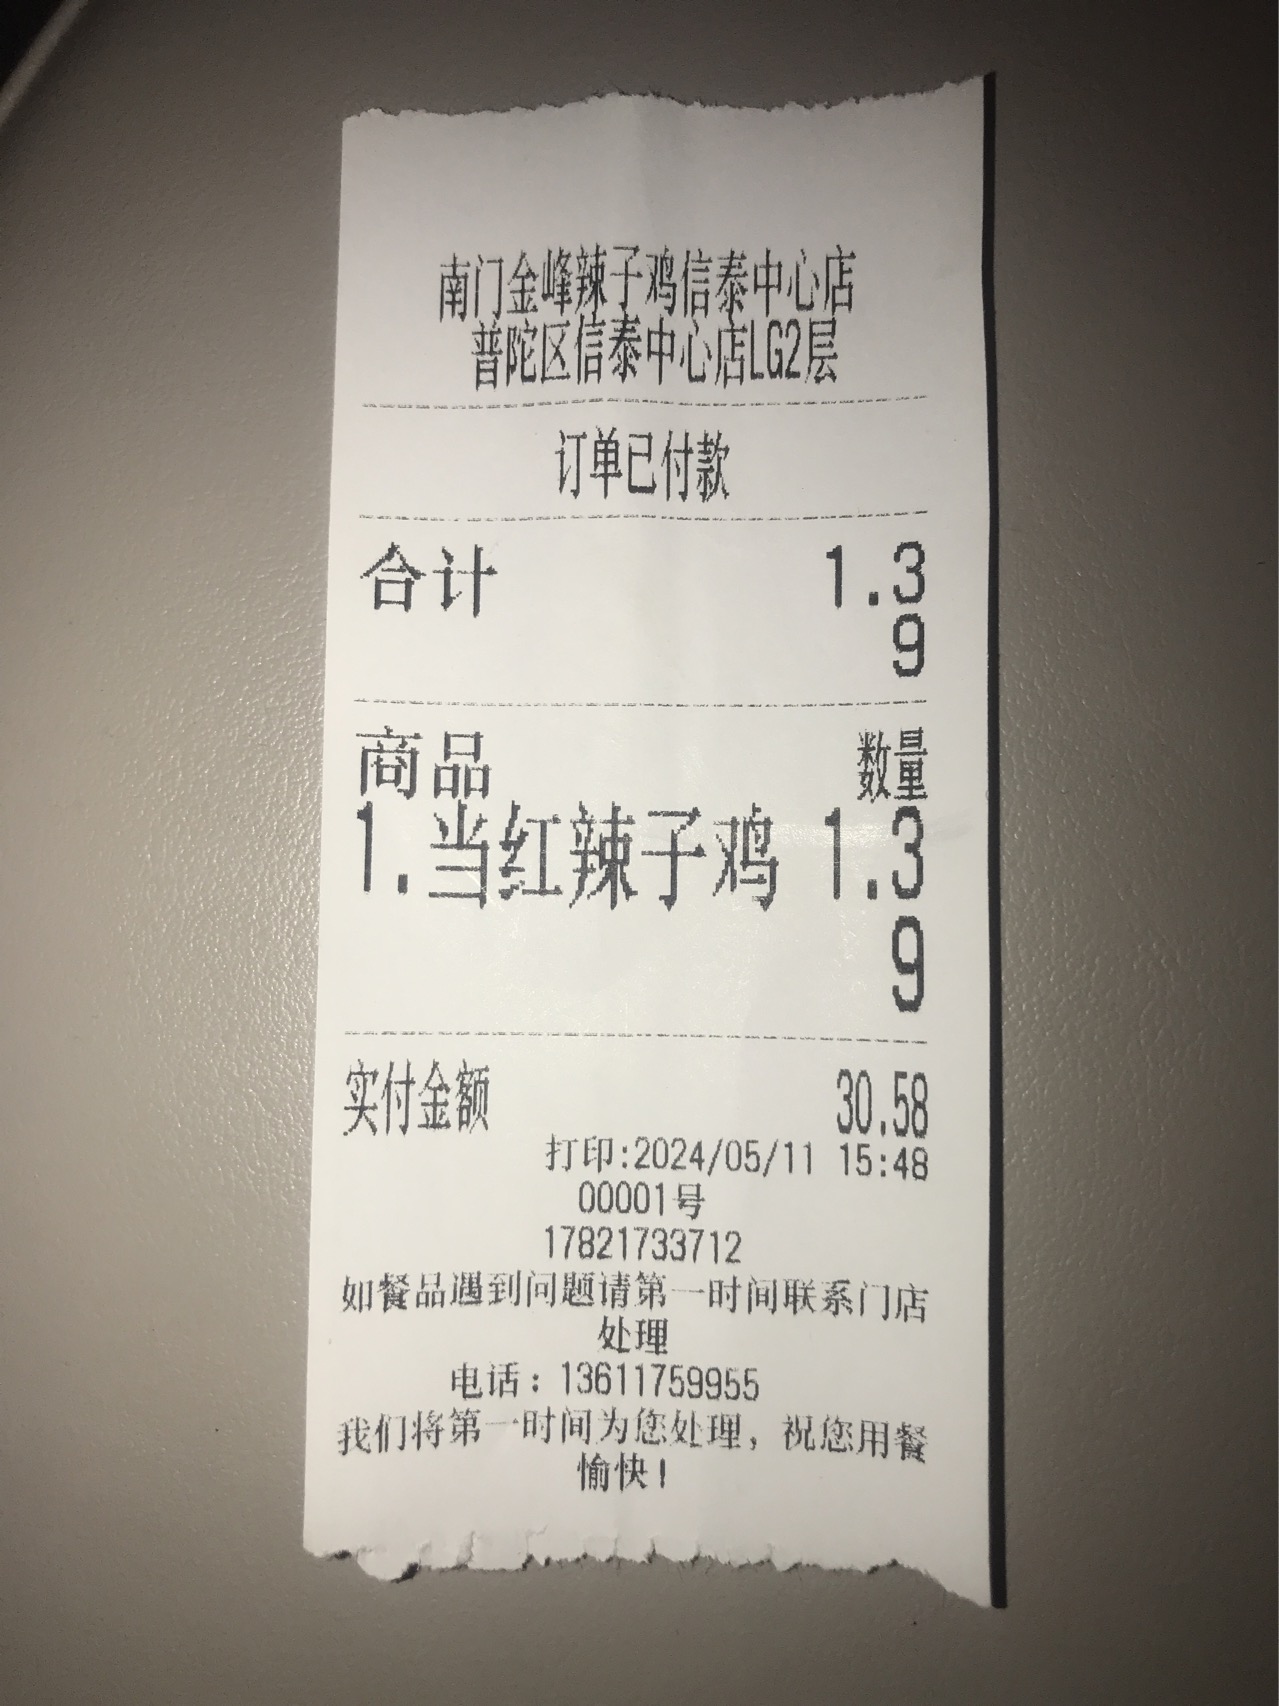 南门金峰辣子鸡信泰中心店
普陀区信泰中心店LG2层
订单已付款
合计 1.3
9
商品 数量
1.当红辣子鸡 1.3
9
实付金额 30.58
打印:2024/05/11 15:48
00001号
17821733712
如餐品遇到问题请第一时间联系门店
处理
电话：13611759955
我们将第一时间为您处理，祝您用餐
愉快！